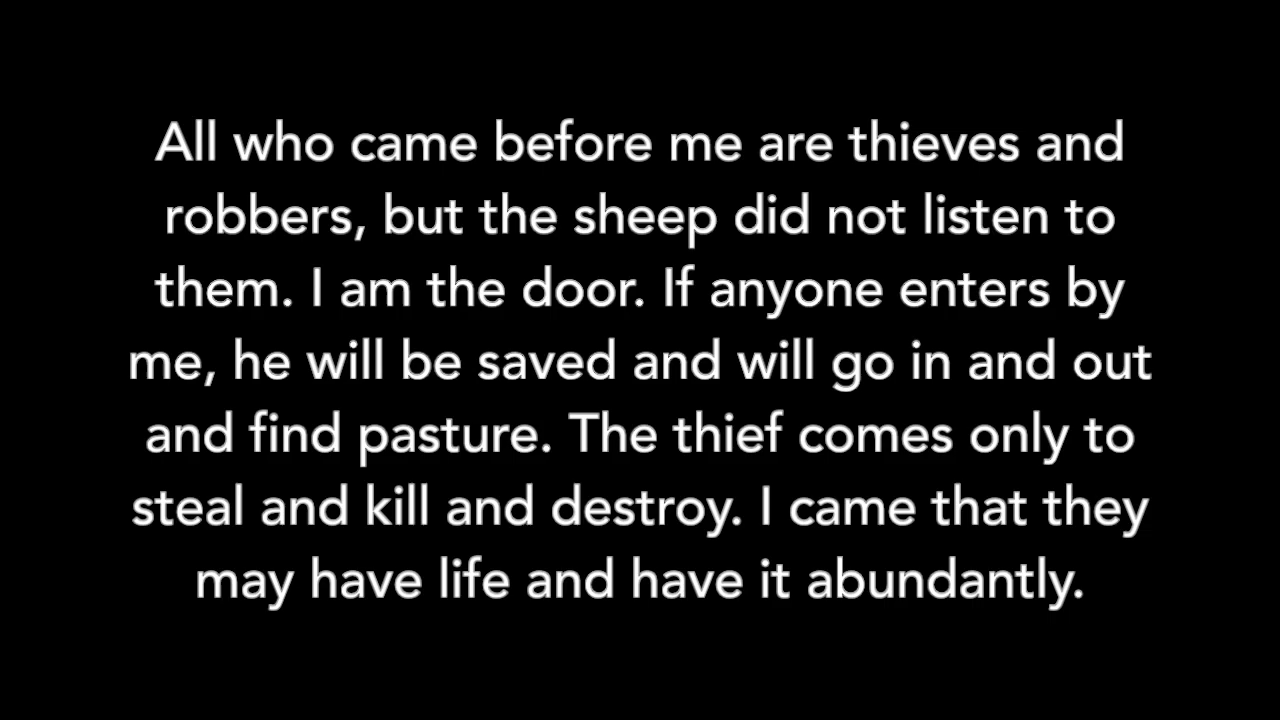 All who came before me are thieves and
robbers, but the sheep did not listen to
them. I am the door. If anyone enters by
me, he will be saved and will go in and out
and find pasture. The thief comes only to
steal and kill and destroy. I came that they
may have life and have it abundantly.